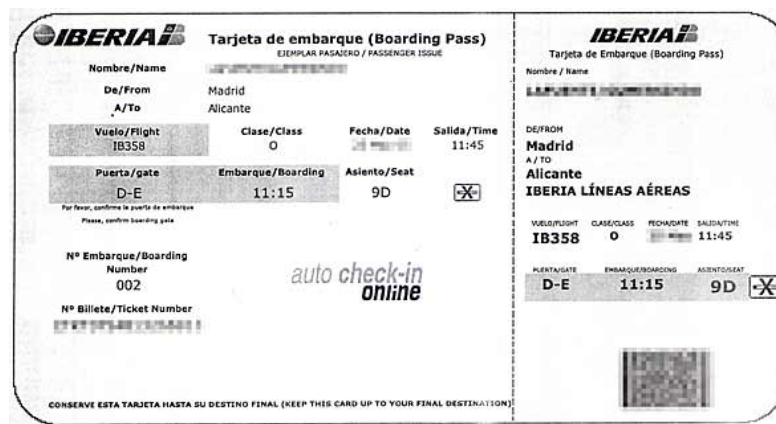 IBERIA
Tarjeta de embarque (Boarding Pass)
EJEMPLAR PASAJERO / PASSENGER ISSUE
Nombre/Name
De/From Madrid
A/To Alicante
Vuelo/Flight Clase/Class Fecha/Date Salida/Time
IB358 O 11:45
Puerta/gate Embarque/Boarding Asiento/Seat
D-E 11:15 9D
Por favor, confirme la puerta de embarque
Please, confirm boarding gate
Nº Embarque/Boarding
Number
002
auto check-in
online
Nº Billete/Ticket Number
CONSERVE ESTA TARJETA HASTA SU DESTINO FINAL (KEEP THIS CARD UP TO YOUR FINAL DESTINATION)
IBERIA
Tarjeta de Embarque (Boarding Pass)
Nombre / Name
DE/FROM
Madrid
A / TO
Alicante
IBERIA LÍNEAS AÉREAS
VUELO/FLIGHT CLASE/CLASS FECHA/DATE SALIDA/TIME
IB358 O 11:45
PUERTA/GATE EMBARQUE/BOARDING ASIENTO/SEAT
D-E 11:15 9D